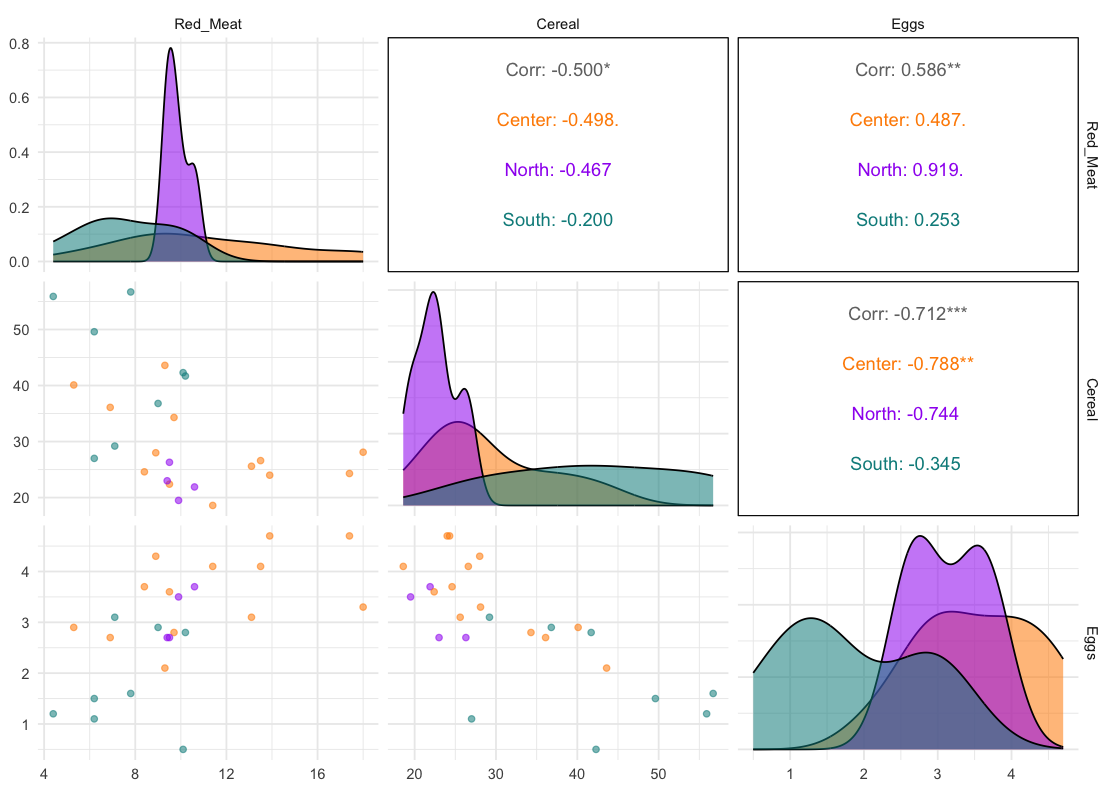 Red_Meat Cereal Eggs
0.8
0.6
0.4
0.2
0.0
Corr: -0.500*
Center: -0.498.
North: -0.467
South: -0.200
Corr: 0.586**
Center: 0.487.
North: 0.919.
South: 0.253
Red_Meat
50
40
30
20
Corr: -0.712***
Center: -0.788**
North: -0.744
South: -0.345
Cereal
4
3
2
1
Eggs
4 8 12 16 20 30 40 50 1 2 3 4